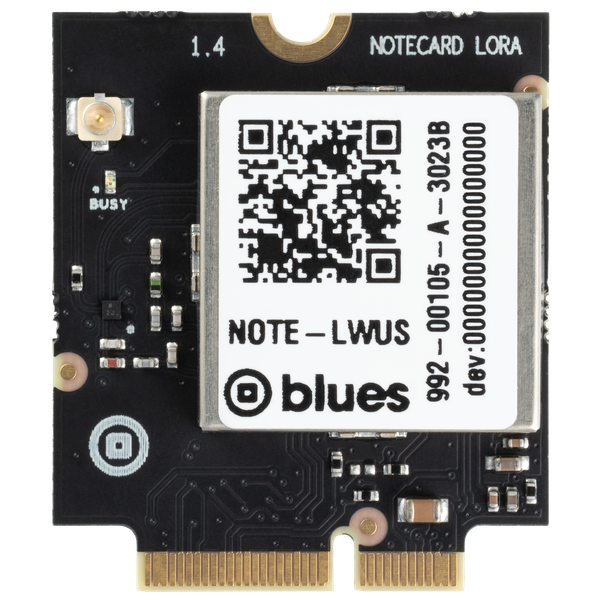 1.4
NOTECARD LORA
BUSY
NOTE-LWUS
blues
992-00105-A-3023B
dev:000000000000000